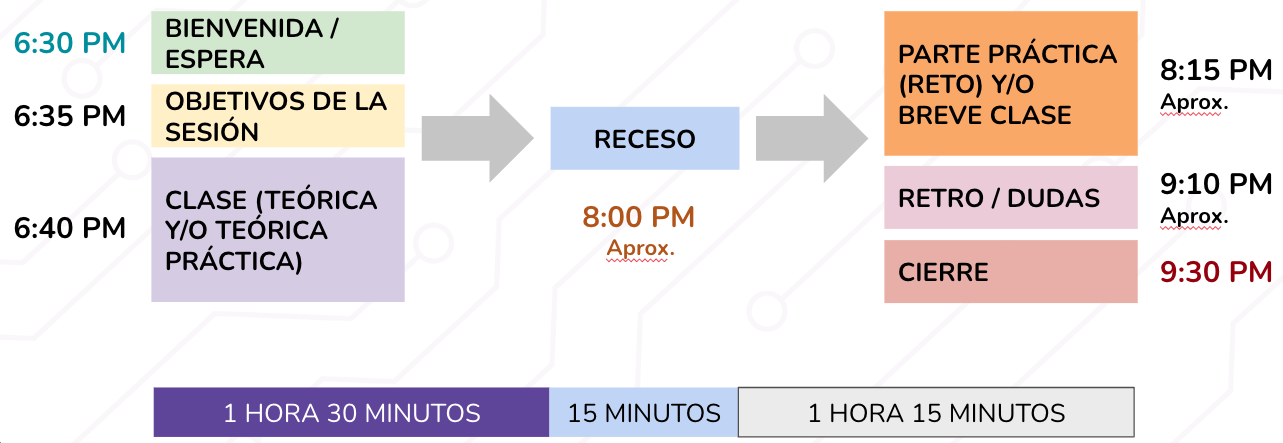 6:30 PM
BIENVENIDA /
ESPERA
6:35 PM
OBJETIVOS DE LA
SESIÓN
6:40 PM
CLASE (TEÓRICA
Y/O TEÓRICA
PRÁCTICA)
RECESO
8:00 PM
Aprox.
PARTE PRÁCTICA
(RETO) Y/O
BREVE CLASE
8:15 PM
Aprox.
RETRO / DUDAS
9:10 PM
Aprox.
CIERRE
9:30 PM
1 HORA 30 MINUTOS
15 MINUTOS
1 HORA 15 MINUTOS